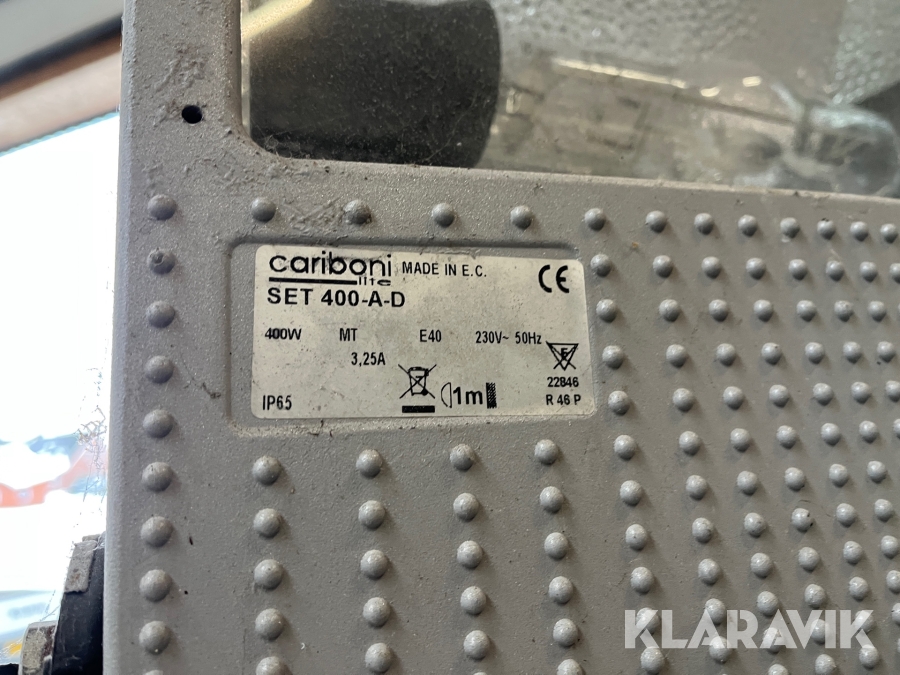 cariboni MADE IN E.C. CE
lite
SET 400-A-D
400W MT E40 230V~ 50Hz
3,25A
F
1m
22846
IP65 R 46 P
KLARAVIK